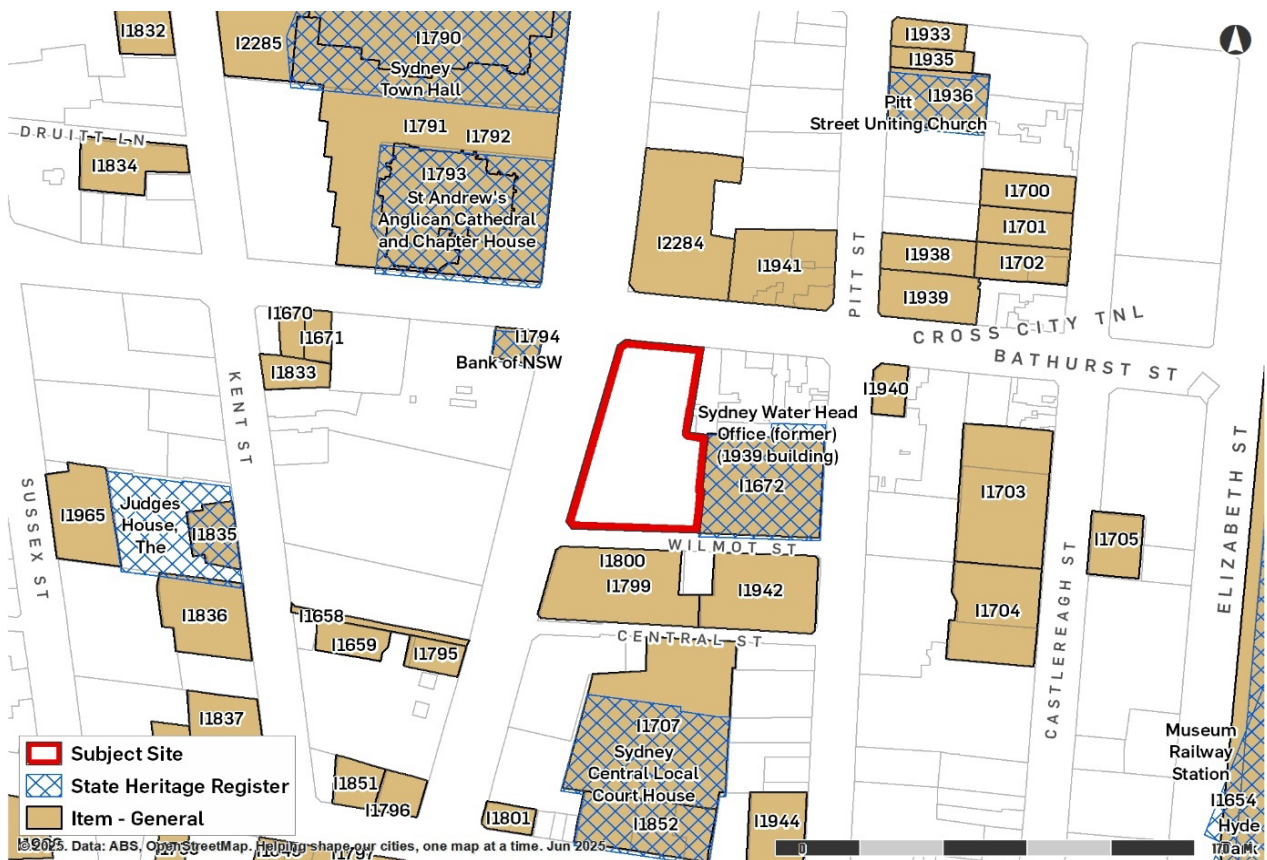 I1832
I2285
I1790
Sydney
Town Hall
I1933
I1935
I1936
Pitt
Street Uniting Church
DRUITT LN
I1834
I1791
I1792
I1793
St Andrew's
Anglican Cathedral
and Chapter House
I2284
I1941
PITT ST
I1700
I1701
I1938
I1702
I1939
CROSS CITY TNL
BATHURST ST
I1670
I1671
I1833
I1794
Bank of NSW
KENT ST
I1940
Sydney Water Head
Office (former)
(1939 building)
I1672
ELIZABETH ST
SUSSEX ST
I1965
Judges
House,
The
I1835
I1703
I1705
WILMOT ST
I1800
I1799
I1942
I1836
I1658
I1659
I1795
CENTRAL ST
I1704
CASTLEREAGH ST
I1837
I1707
Sydney
Central Local
Court House
I1852
Museum
Railway
Station
I1654
Hyde
I1851
I1796
I1801
I1944
Subject Site
State Heritage Register
Item - General
©2025. Data: ABS, OpenStreetMap. Helping shape our cities, one map at a time. Jun 2025
0